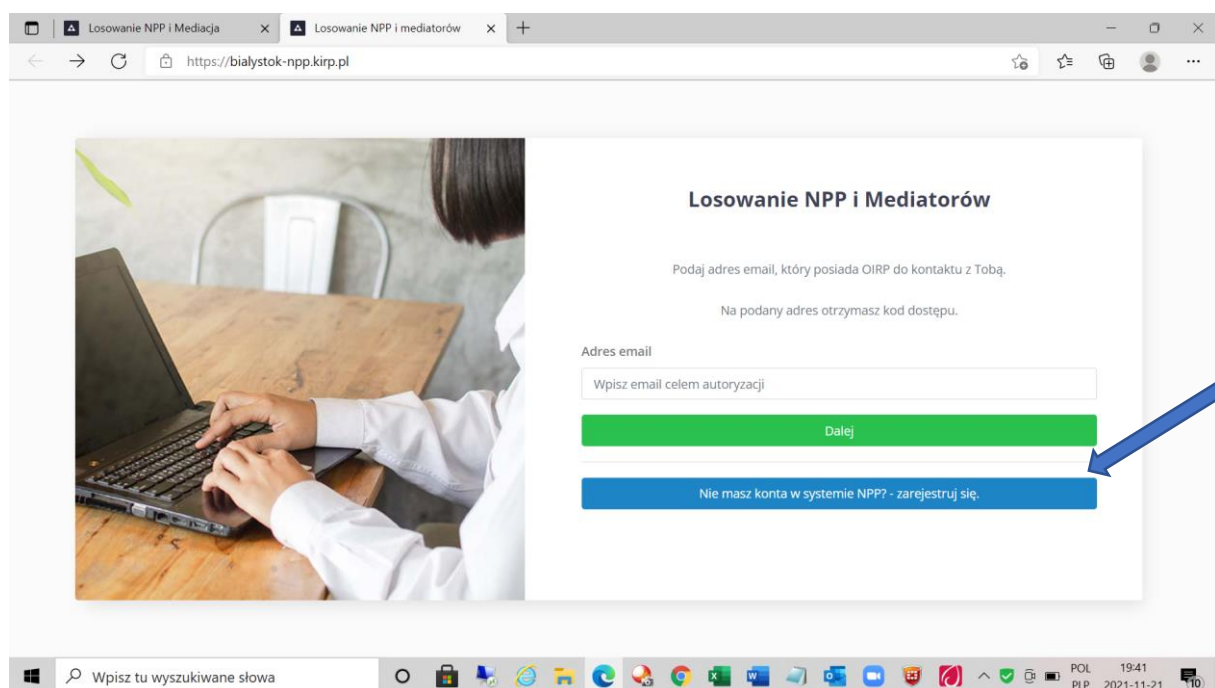 Losowanie NPP i Mediacja
Losowanie NPP i mediatorów
https://bialystok-npp.kirp.pl
Losowanie NPP i Mediatorów
Podaj adres email, który posiada OIRP do kontaktu z Tobą.
Na podany adres otrzymasz kod dostępu.
Adres email
Wpisz email celem autoryzacji
Dalej
Nie masz konta w systemie NPP? - zarejestruj się.
Wpisz tu wyszukiwane słowa
POL
PLP
19:41
2021-11-21
10